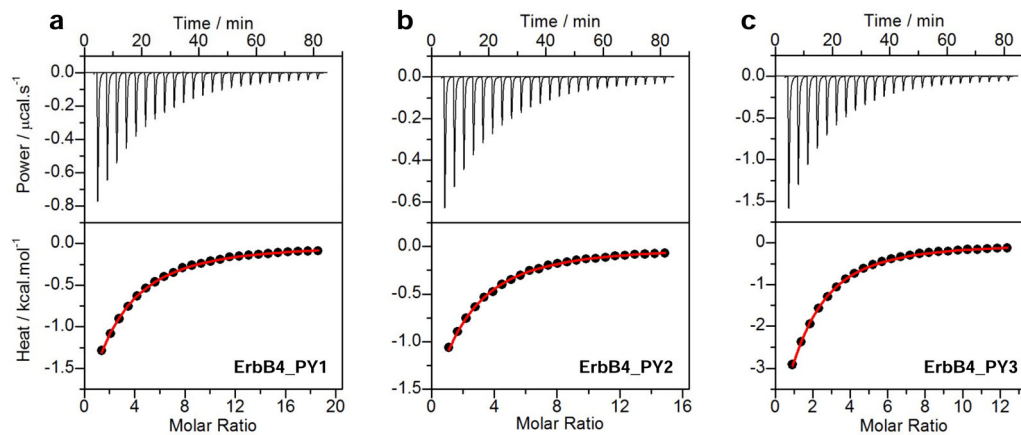 a
Time / min
0 20 40 60 80
0.0
-0.2
-0.4
-0.6
-0.8
Power / µcal.s⁻¹
0.0
-0.5
-1.0
-1.5
Heat / kcal.mol⁻¹
ErbB4_PY1
0 4 8 12 16 20
Molar Ratio
b
Time / min
0 20 40 60 80
0.0
-0.2
-0.4
-0.6
0.0
-0.5
-1.0
-1.5
ErbB4_PY2
0 4 8 12 16
Molar Ratio
c
Time / min
0 20 40 60 80
0.0
-0.5
-1.0
-1.5
0
-1
-2
-3
ErbB4_PY3
0 2 4 6 8 10 12
Molar Ratio